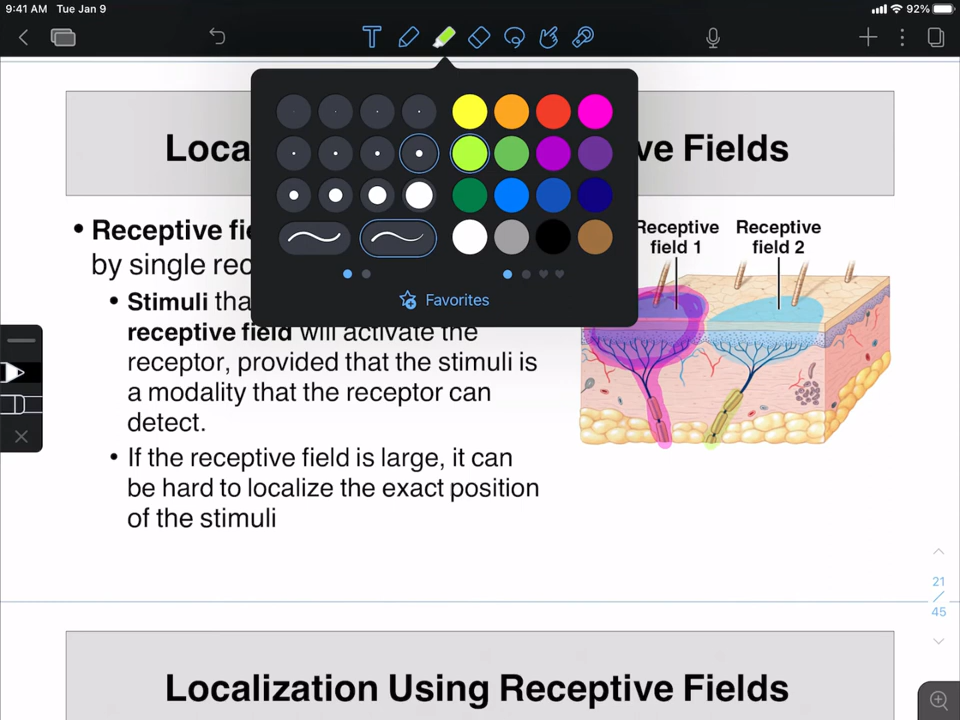 9:41 AM Tue Jan 9
92%
T
Loca
ve Fields
• Receptive fie
by single rec
Receptive
field 1
Receptive
field 2
Favorites
• Stimuli tha
receptive field will activate the
receptor, provided that the stimuli is
a modality that the receptor can
detect.
• If the receptive field is large, it can
be hard to localize the exact position
of the stimuli
21
/
45
Localization Using Receptive Fields